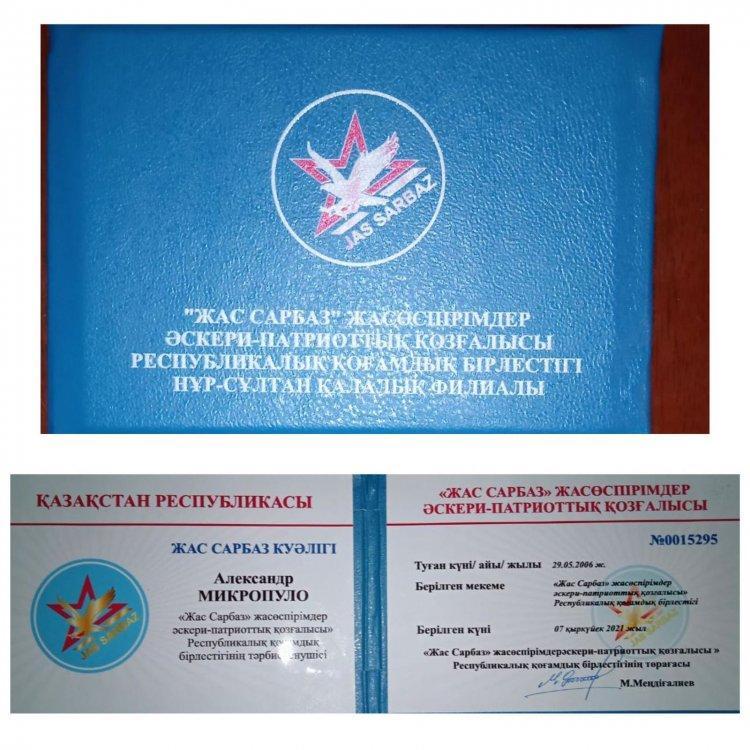 JAS SARBAZ
"ЖАС САРБАЗ" ЖАСӨСПІРІМДЕР
ӘСКЕРИ-ПАТРИОТТЫҚ ҚОЗҒАЛЫСЫ
РЕСПУБЛИКАЛЫҚ ҚОҒАМДЫҚ БІРЛЕСТІГІ
НҰР-СҰЛТАН ҚАЛАЛЫҚ ФИЛИАЛЫ
ҚАЗАҚСТАН РЕСПУБЛИКАСЫ
ЖАС САРБАЗ КУӘЛІГІ
Александр
МИКРОПУЛО
«Жас Сарбаз» жасөспірімдер
әскери-патриоттық қозғалысы»
Республикалық қоғамдық
бірлестігінің тәрбиеленушісі
JAS SARBAZ
«ЖАС САРБАЗ» ЖАСӨСПІРІМДЕР
ӘСКЕРИ-ПАТРИОТТЫҚ ҚОЗҒАЛЫСЫ
№0015295
Туған күні/ айы/ жылы 29.05.2006 ж.
Берілген мекеме «Жас Сарбаз» жасөспірімдер
әскери-патриоттық қозғалысы»
Республикалық қоғамдық бірлестігі
Берілген күні 07 қыркүйек 2021 жыл
JAS SARBAZ
«Жас Сарбаз» жасөспірімдерәскери-патриоттық қозғалысы »
Республикалық қоғамдық бірлестігінің төрағасы
М.Меңдіғалиев